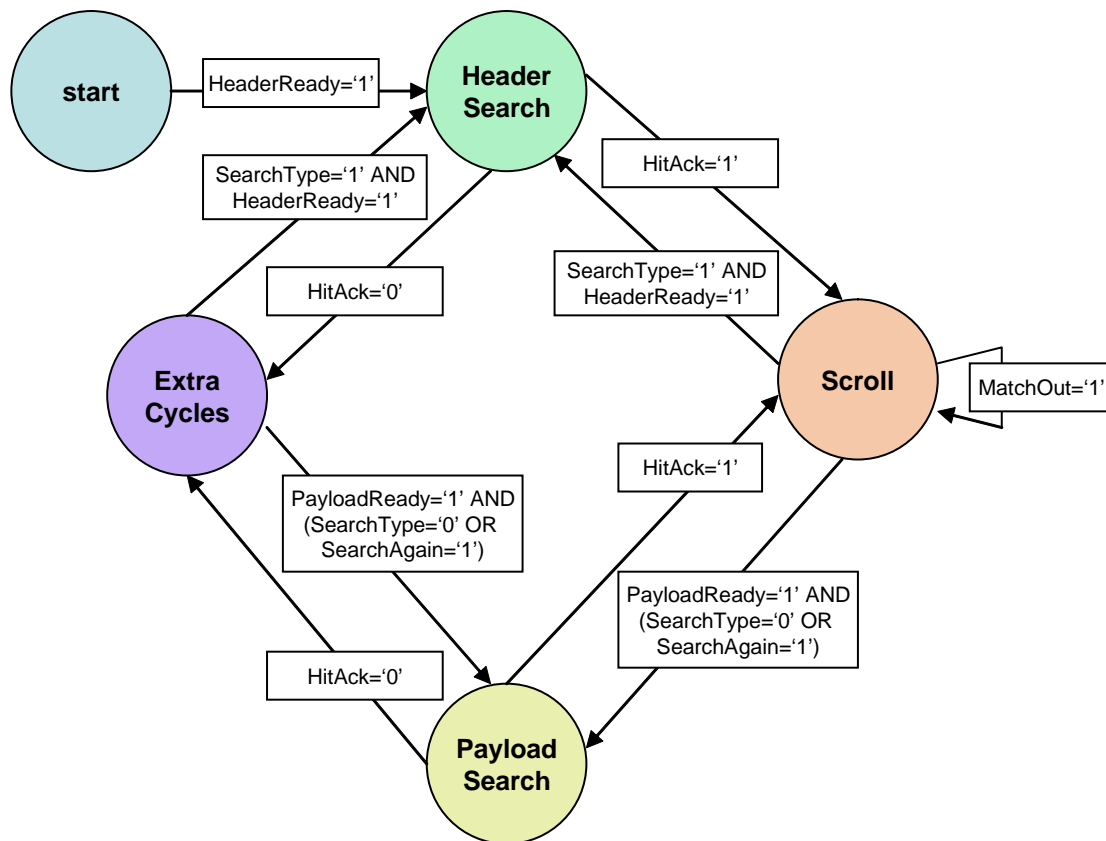 start
HeaderReady=‘1’
Header
Search
SearchType=‘1’ AND
HeaderReady=‘1’
HitAck=‘1’
HitAck=‘0’
SearchType=‘1’ AND
HeaderReady=‘1’
Extra
Cycles
Scroll
MatchOut=‘1’
PayloadReady=‘1’ AND
(SearchType=‘0’ OR
SearchAgain=‘1’)
HitAck=‘1’
PayloadReady=‘1’ AND
(SearchType=‘0’ OR
SearchAgain=‘1’)
HitAck=‘0’
Payload
Search